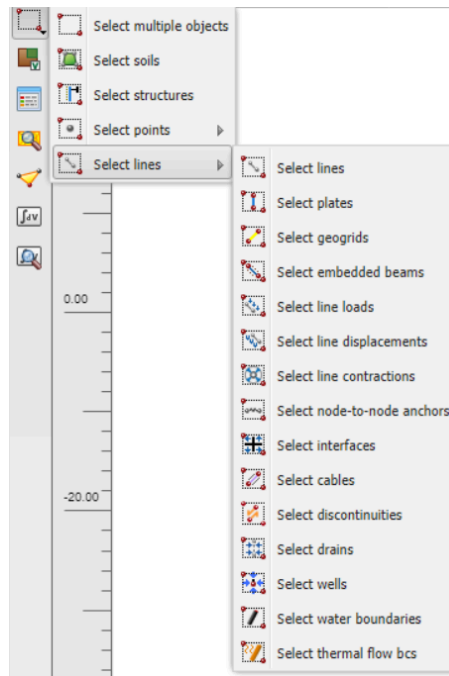 Select multiple objects
Select soils
Select structures
Select points
Select lines
Select lines
Select plates
Select geogrids
Select embedded beams
Select line loads
Select line displacements
Select line contractions
Select node-to-node anchors
Select interfaces
Select cables
Select discontinuities
Select drains
Select wells
Select water boundaries
Select thermal flow bcs
0.00
-20.00
∫dV
V